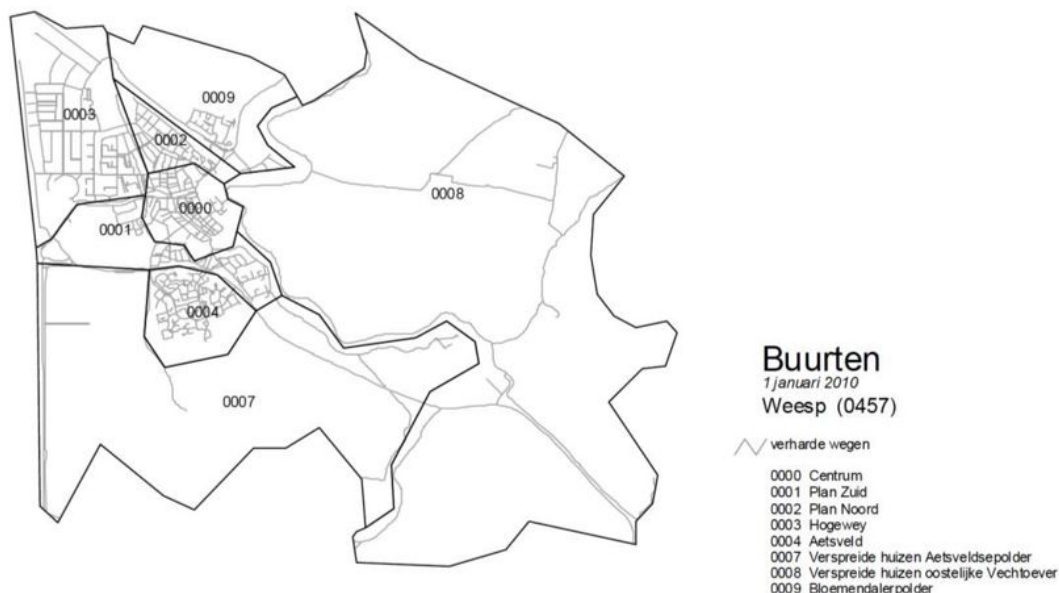 0003
0009
0002
0008
0000
0001
0004
0007
Buurten
1 januari 2010
Weesp (0457)
verharde wegen
0000 Centrum
0001 Plan Zuid
0002 Plan Noord
0003 Hogewey
0004 Aetsveld
0007 Verspreide huizen Aetsveldsepolder
0008 Verspreide huizen oostelijke Vechtoever
0009 Bloemendalerpolder